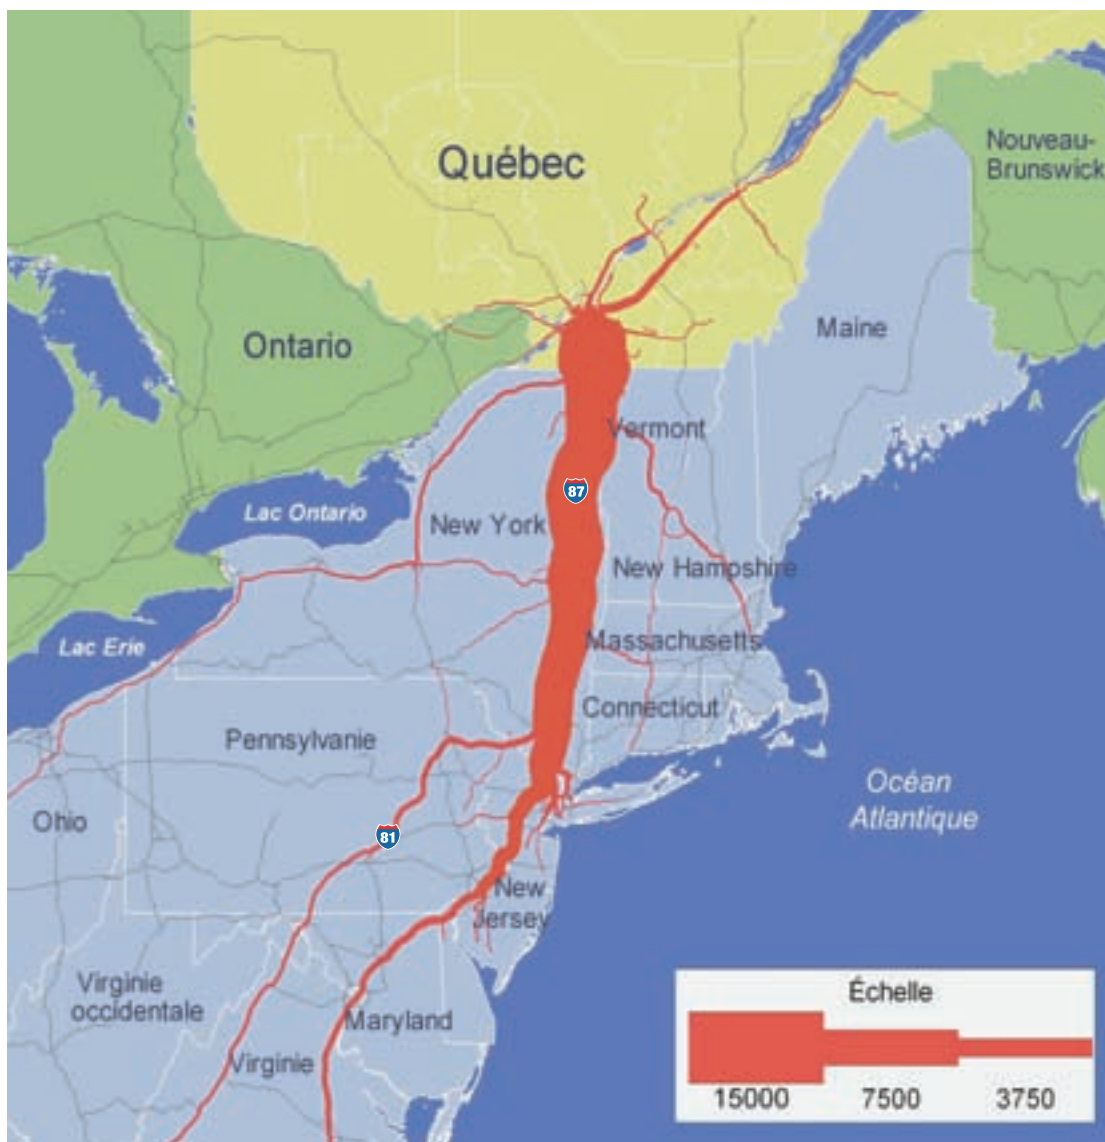 Québec
Nouveau-
Brunswick
Ontario
Maine
Vermont
87
Lac Ontario
New York
New Hampshire
Lac Erie
Massachusetts
Connecticut
Pennsylvanie
Océan
Atlantique
Ohio
81
New
Jersey
Virginie
occidentale
Maryland
Virginie
Échelle
15000 7500 3750